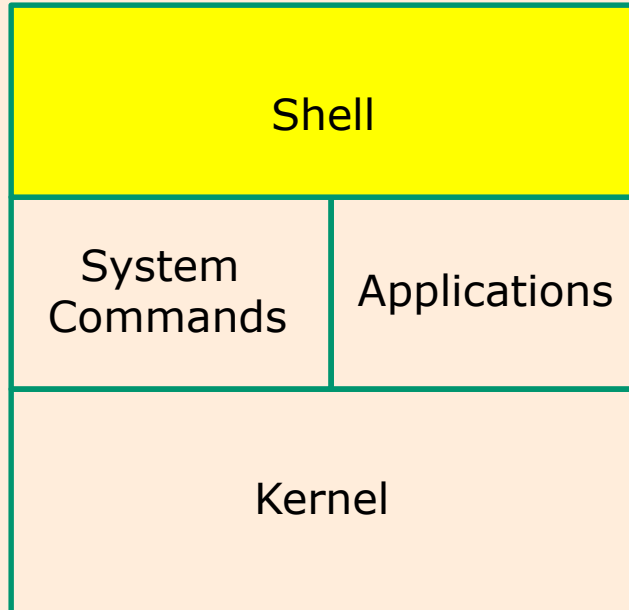 Shell
System
Commands
Applications
Kernel